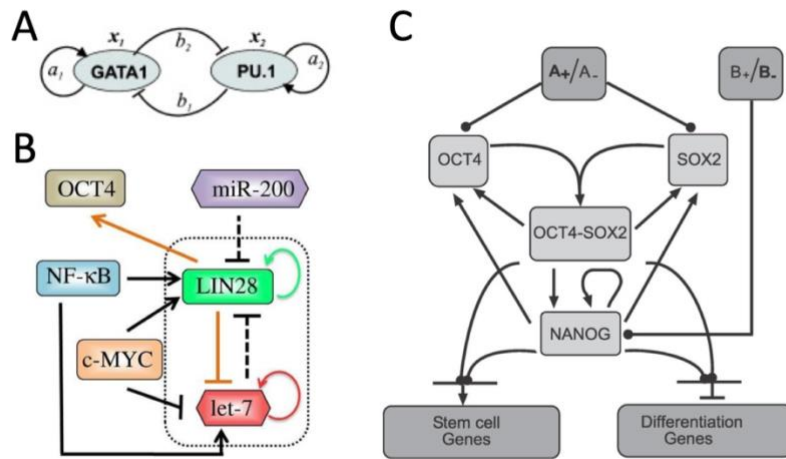 A
x₁
x₂
a₁
GATA1
b₂
b₁
PU.1
a₂
B
OCT4
miR-200
NF-κB
LIN28
c-MYC
let-7
C
A+/A-
B+/B-
OCT4
SOX2
OCT4-SOX2
NANOG
Stem cell
Genes
Differentiation
Genes